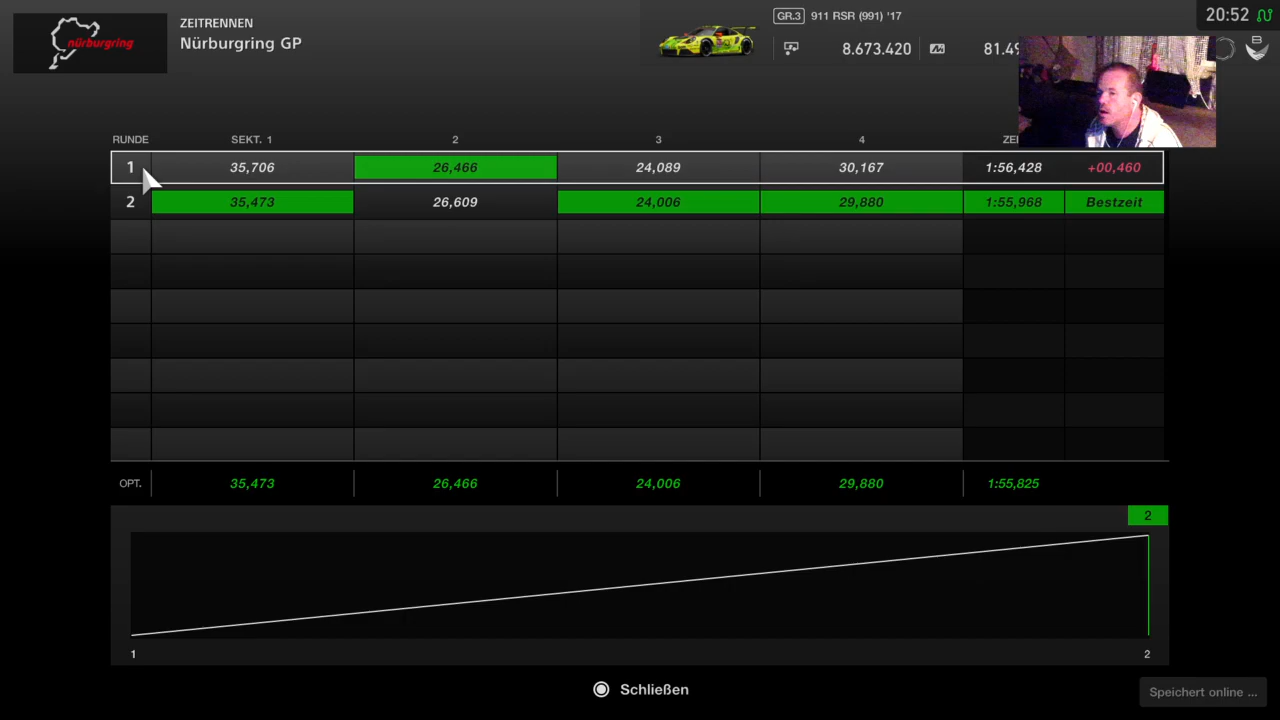 nürburgring
ZEITRENNEN
Nürburgring GP
GR.3 911 RSR (991) '17
8.673.420
20:52
B
RUNDE SEKT. 1 2 3 4
1 35,706 26,466 24,089 30,167 1:56,428 +00,460
2 35,473 26,609 24,006 29,880 1:55,968 Bestzeit
OPT. 35,473 26,466 24,006 29,880 1:55,825
2
1 2
Schließen
Speichert online ...